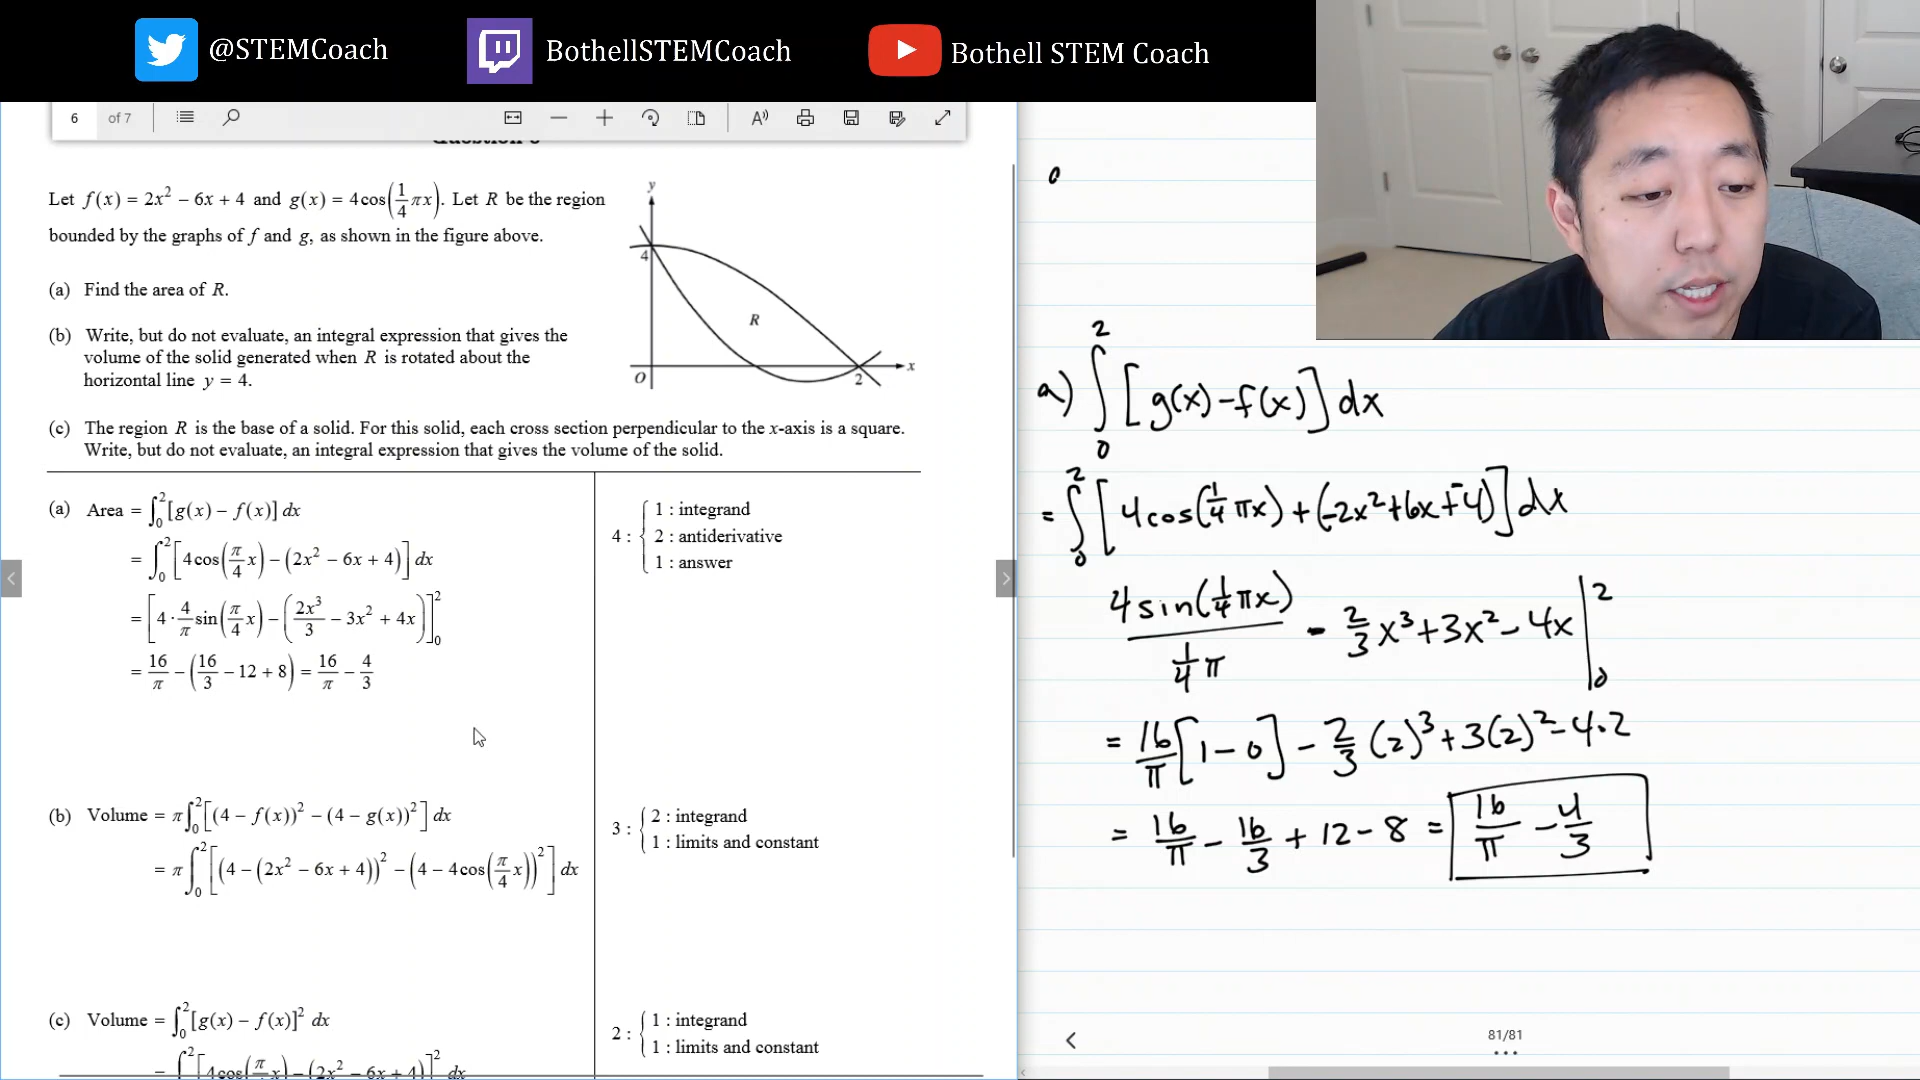 @STEMCoach BothellSTEMCoach Bothell STEM Coach
6 of 7
Let f(x) = 2x² − 6x + 4 and g(x) = 4cos(1/4 πx). Let R be the region
bounded by the graphs of f and g, as shown in the figure above.
(a) Find the area of R.
(b) Write, but do not evaluate, an integral expression that gives the
volume of the solid generated when R is rotated about the
horizontal line y = 4.
(c) The region R is the base of a solid. For this solid, each cross section perpendicular to the x-axis is a square.
Write, but do not evaluate, an integral expression that gives the volume of the solid.
y
4
R
O
2
x
(a) Area = ∫₀² [g(x) − f(x)] dx
= ∫₀² [4cos(π/4 x) − (2x² − 6x + 4)] dx
= [4 · 4/π sin(π/4 x) − (2x³/3 − 3x² + 4x)]₀²
= 16/π − (16/3 − 12 + 8) = 16/π − 4/3
4 : { 1 : integrand
2 : antiderivative
1 : answer
(b) Volume = π∫₀² [(4 − f(x))² − (4 − g(x))²] dx
= π ∫₀² [(4 − (2x² − 6x + 4))² − (4 − 4cos(π/4 x))²] dx
3 : { 2 : integrand
1 : limits and constant
(c) Volume = ∫₀² [g(x) − f(x)]² dx
= ∫₀² [4cos(π/4 x) − (2x² − 6x + 4)]² dx
2 : { 1 : integrand
1 : limits and constant
a) ∫₀² [g(x) − f(x)] dx
= ∫₀² [4cos(1/4 πx) + (−2x² + 6x + −4)] dx
4sin(1/4 πx) / (1/4 π) − 2/3 x³ + 3x² − 4x |₀²
= 16/π [1 − 0] − 2/3 (2)³ + 3(2)² − 4·2
= 16/π − 16/3 + 12 − 8 = 16/π − 4/3
81/81